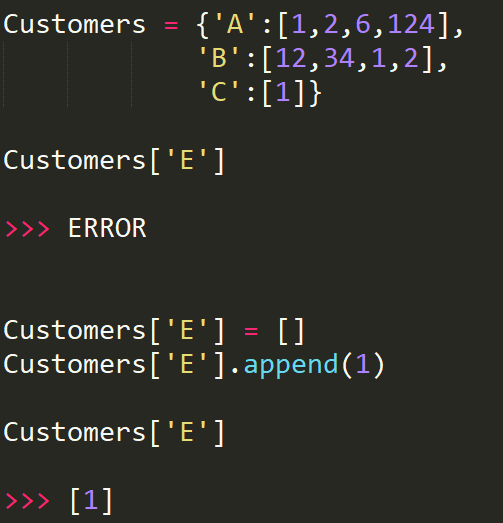 Customers = {'A':[1,2,6,124],
'B':[12,34,1,2],
'C':[1]}
Customers['E']
>>> ERROR
Customers['E'] = []
Customers['E'].append(1)
Customers['E']
>>> [1]